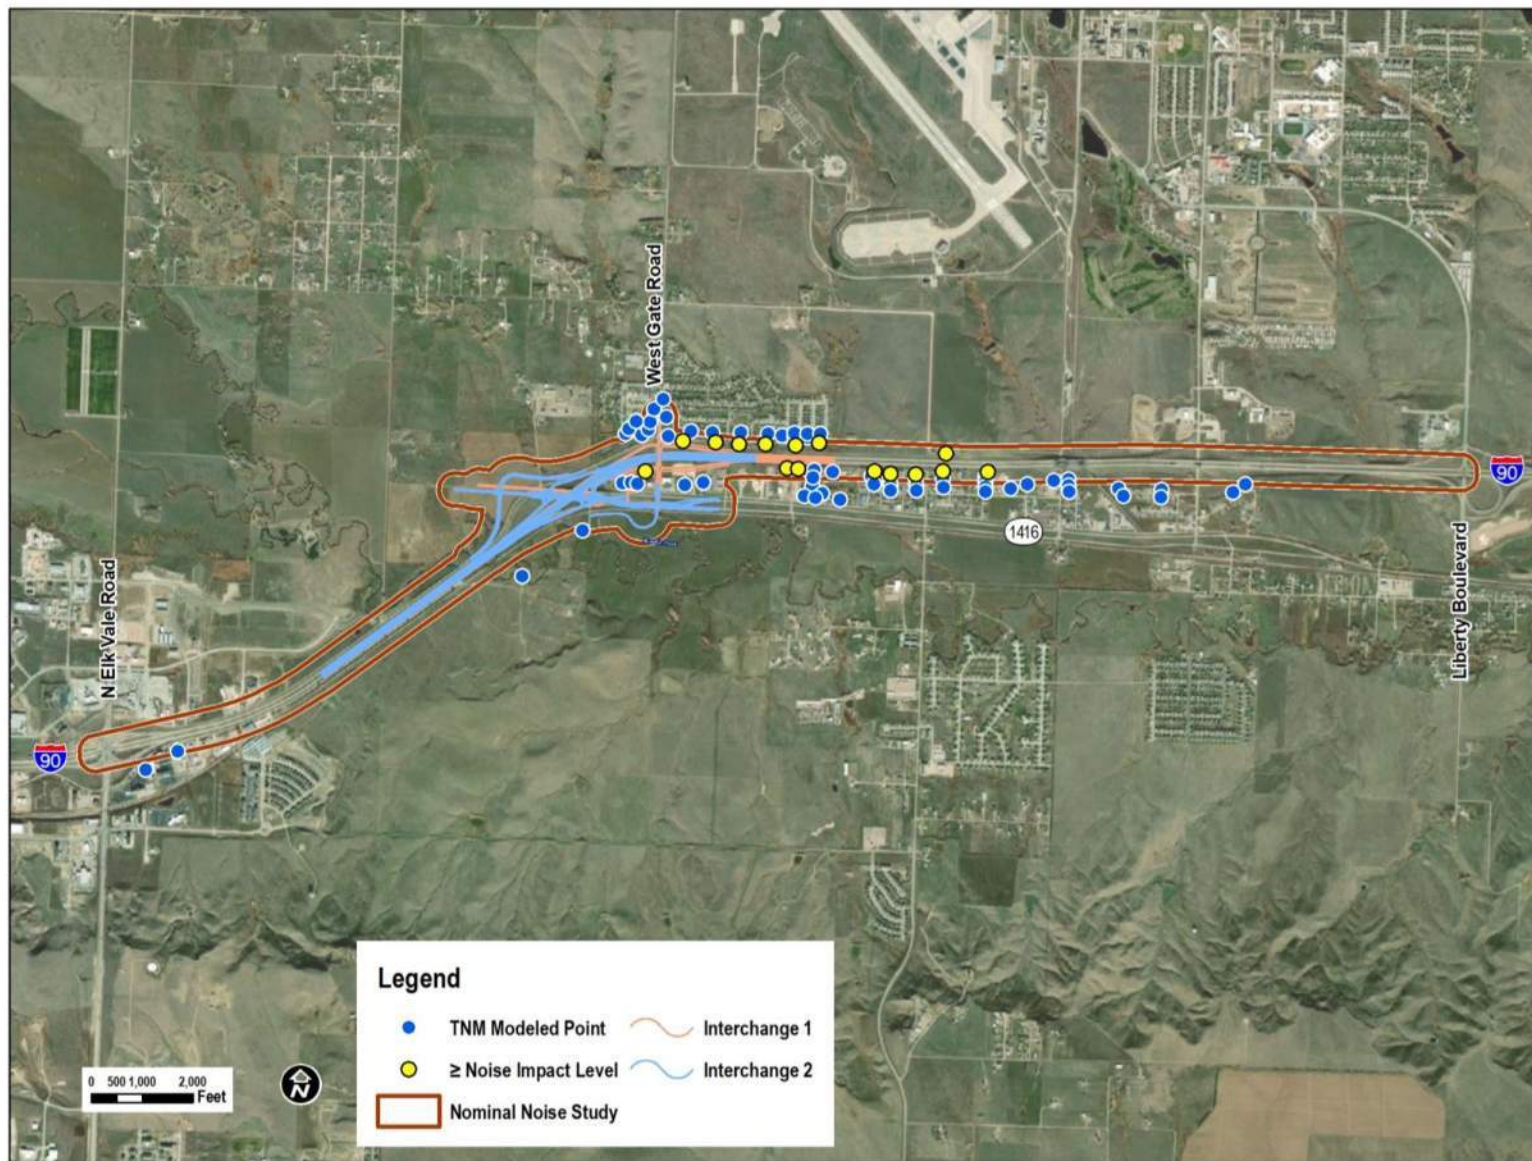 West Gate Road
90
1416
N Elk Vale Road
Liberty Boulevard
90
Legend
TNM Modeled Point
Interchange 1
≥ Noise Impact Level
Interchange 2
Nominal Noise Study
0 500 1,000 2,000
Feet
N